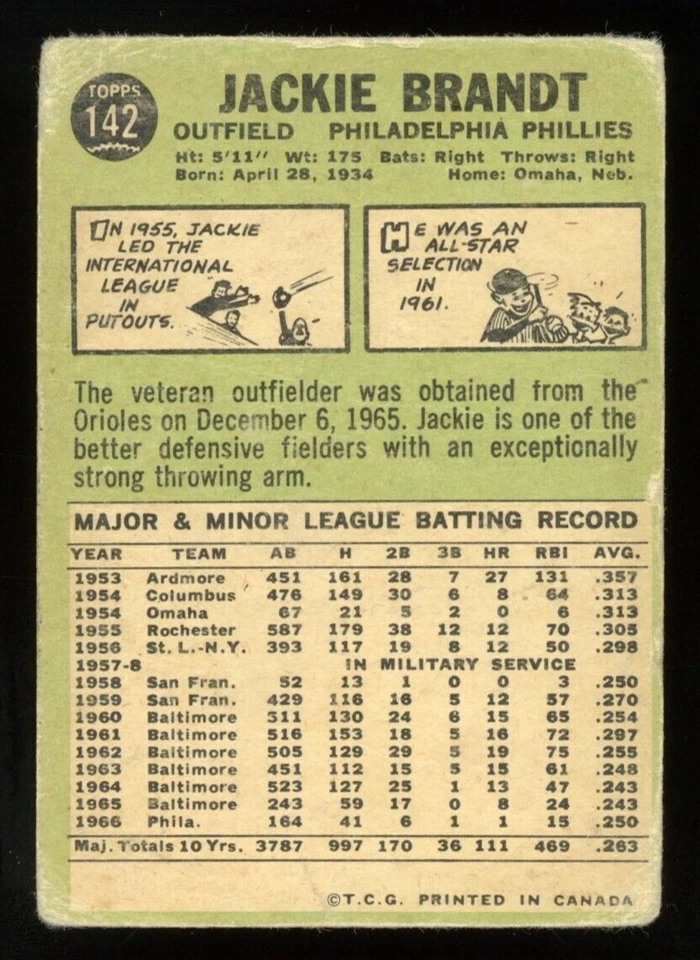 TOPPS
142
JACKIE BRANDT
OUTFIELD PHILADELPHIA PHILLIES
Ht: 5'11" Wt: 175 Bats: Right Throws: Right
Born: April 28, 1934 Home: Omaha, Neb.
IN 1955, JACKIE
LED THE
INTERNATIONAL
LEAGUE
IN
PUTOUTS.
HE WAS AN
ALL-STAR
SELECTION
IN
1961.
The veteran outfielder was obtained from the
Orioles on December 6, 1965. Jackie is one of the
better defensive fielders with an exceptionally
strong throwing arm.
MAJOR & MINOR LEAGUE BATTING RECORD
YEAR TEAM AB H 2B 3B HR RBI AVG.
1953 Ardmore 451 161 28 7 27 131 .357
1954 Columbus 476 149 30 6 8 64 .313
1954 Omaha 67 21 5 2 0 6 .313
1955 Rochester 587 179 38 12 12 70 .305
1956 St. L.-N.Y. 393 117 19 8 12 50 .298
1957-8 IN MILITARY SERVICE
1958 San Fran. 52 13 1 0 0 3 .250
1959 San Fran. 429 116 16 5 12 57 .270
1960 Baltimore 511 130 24 6 15 65 .254
1961 Baltimore 516 153 18 5 16 72 .297
1962 Baltimore 505 129 29 5 19 75 .255
1963 Baltimore 451 112 15 5 15 61 .248
1964 Baltimore 523 127 25 1 13 47 .243
1965 Baltimore 243 59 17 0 8 24 .243
1966 Phila. 164 41 6 1 1 15 .250
Maj. Totals 10 Yrs. 3787 997 170 36 111 469 .263
©T.C.G. PRINTED IN CANADA